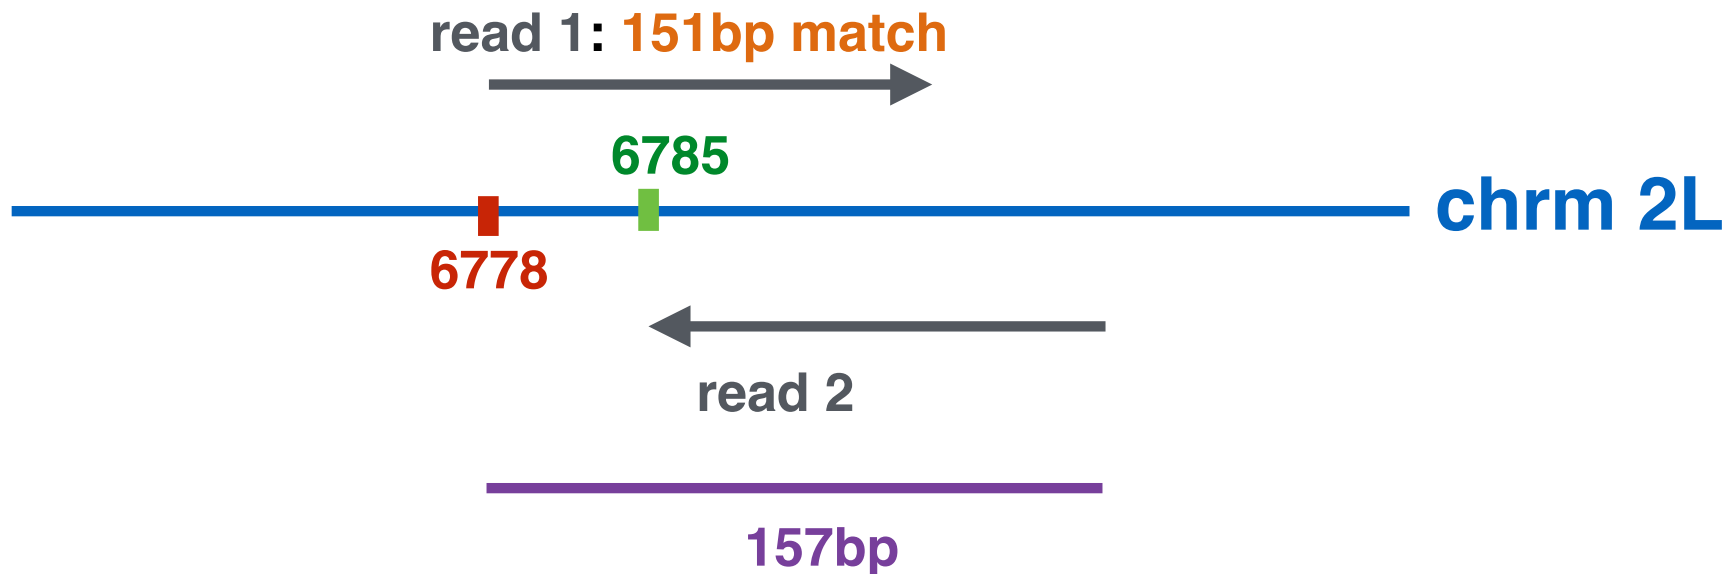 read 1: 151bp match
6785
chrm 2L
6778
read 2
157bp